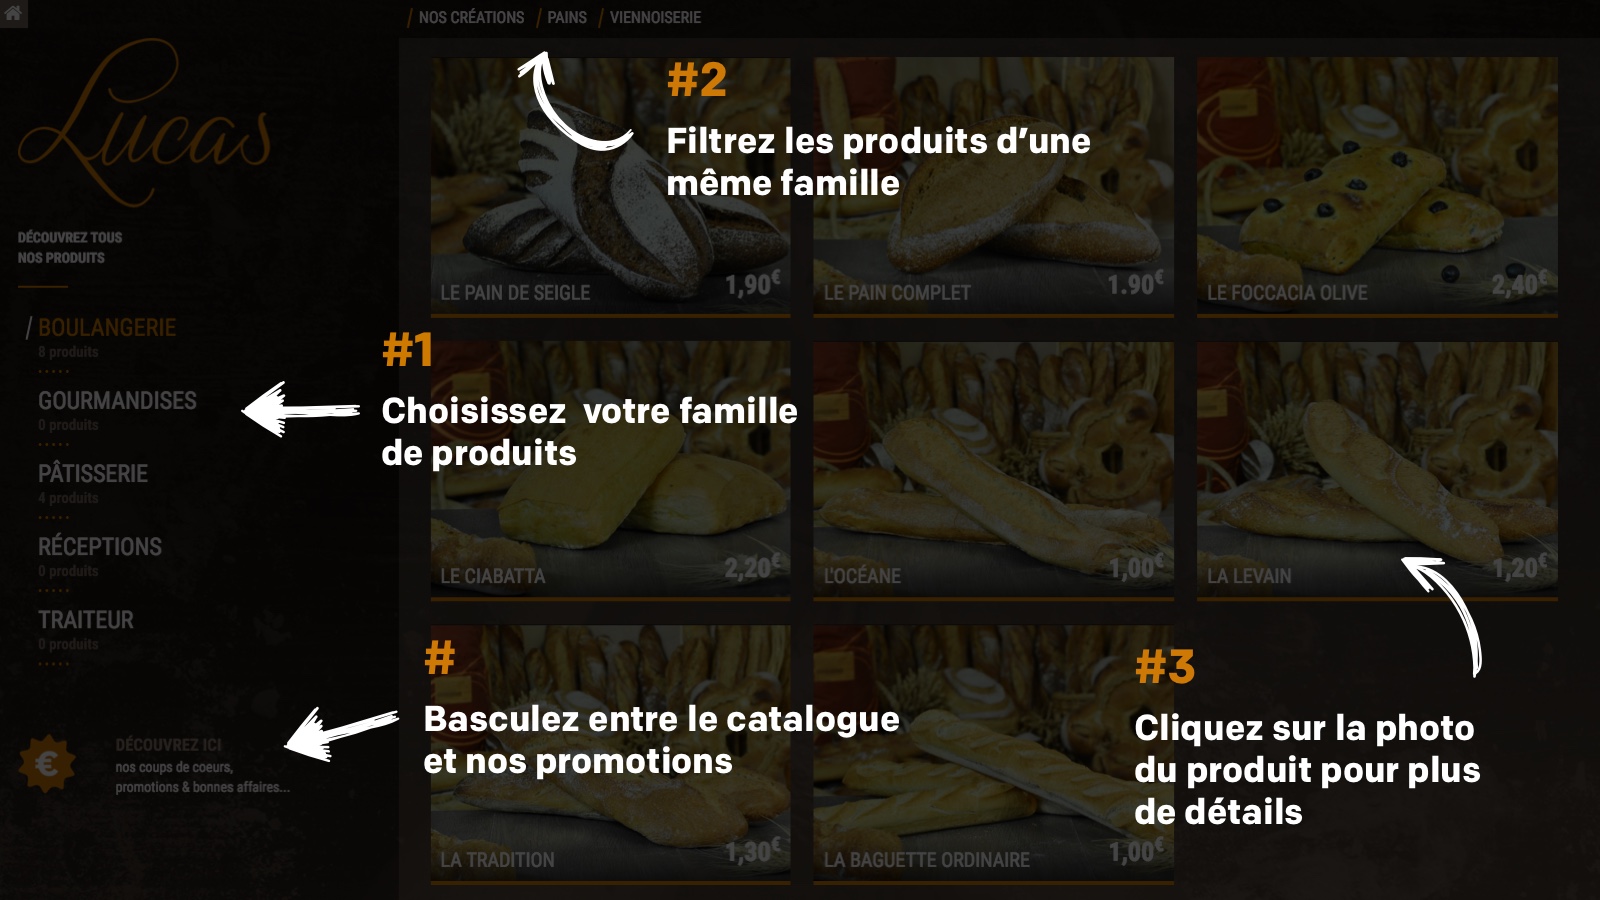 NOS CRÉATIONS
PAINS
VIENNOISERIE
Lucas
DÉCOUVREZ TOUS
NOS PRODUITS
BOULANGERIE
8 produits
GOURMANDISES
0 produits
PÂTISSERIE
4 produits
RÉCEPTIONS
0 produits
TRAITEUR
0 produits
€
DÉCOUVREZ ICI
nos coups de coeurs,
promotions & bonnes affaires...
#2
Filtrez les produits d’une
même famille
LE PAIN DE SEIGLE
1,90€
LE PAIN COMPLET
1.90€
LE FOCCACIA OLIVE
2,40€
#1
Choisissez votre famille
de produits
LE CIABATTA
2,20€
L'OCÉANE
1,00€
LA LEVAIN
1,20€
#
Basculez entre le catalogue
et nos promotions
#3
Cliquez sur la photo
du produit pour plus
de détails
LA TRADITION
1,30€
LA BAGUETTE ORDINAIRE
1,00€